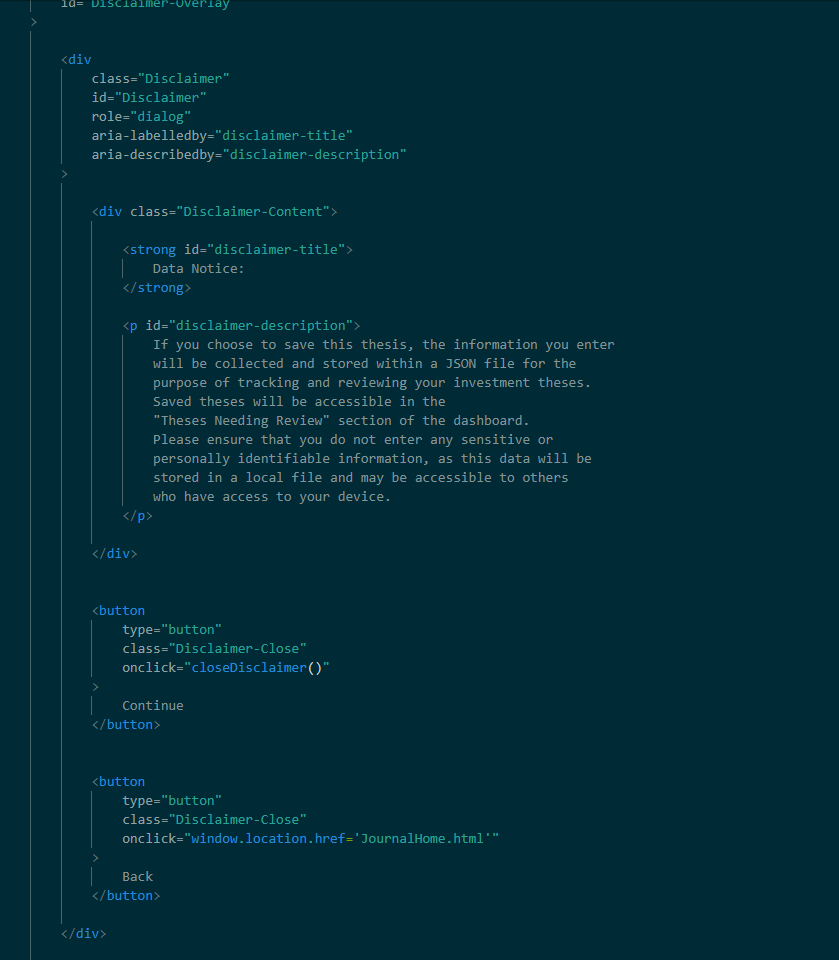 id="Disclaimer-Overlay
>
<div
class="Disclaimer"
id="Disclaimer"
role="dialog"
aria-labelledby="disclaimer-title"
aria-describedby="disclaimer-description"
>
<div class="Disclaimer-Content">
<strong id="disclaimer-title">
Data Notice:
</strong>
<p id="disclaimer-description">
If you choose to save this thesis, the information you enter
will be collected and stored within a JSON file for the
purpose of tracking and reviewing your investment theses.
Saved theses will be accessible in the
"Theses Needing Review" section of the dashboard.
Please ensure that you do not enter any sensitive or
personally identifiable information, as this data will be
stored in a local file and may be accessible to others
who have access to your device.
</p>
</div>
<button
type="button"
class="Disclaimer-Close"
onclick="closeDisclaimer()"
>
Continue
</button>
<button
type="button"
class="Disclaimer-Close"
onclick="window.location.href='JournalHome.html'"
>
Back
</button>
</div>